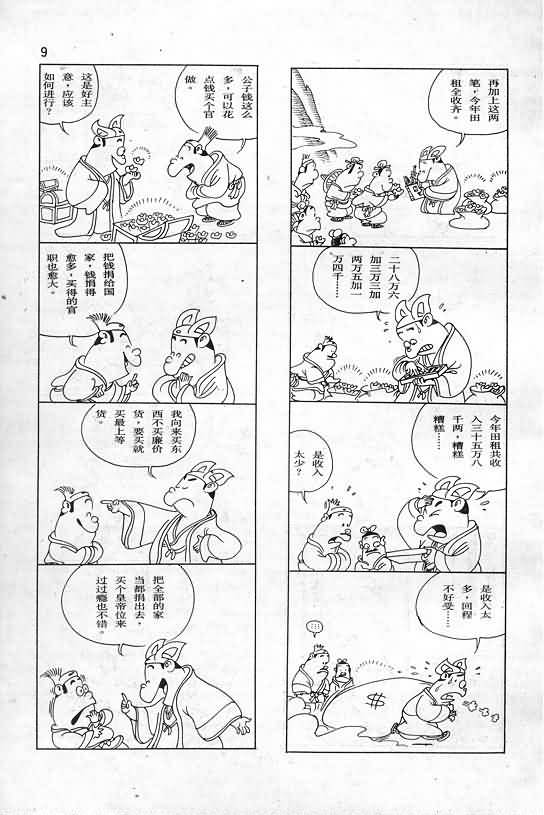 9
再加上这两
笔，今年田
租全收齐。
二十八万六
加三万三加
两万五加一
万四千……
今年田租共收
入三十五万八
千两，糟糕
糟糕……
是收入
太少？
是收入太
多，回程
不好受……
$
公子钱这么
多，可以花
点钱买个官
做。
这是好主
意，应该
如何进行？
把钱捐给国
家，钱捐得
愈多，买得的官
职也愈大。
我向来买东
西不买廉价
货，要买就
买最上等
货。
把全部的家
当都捐出去，
买个皇帝位来
过过瘾也不错。